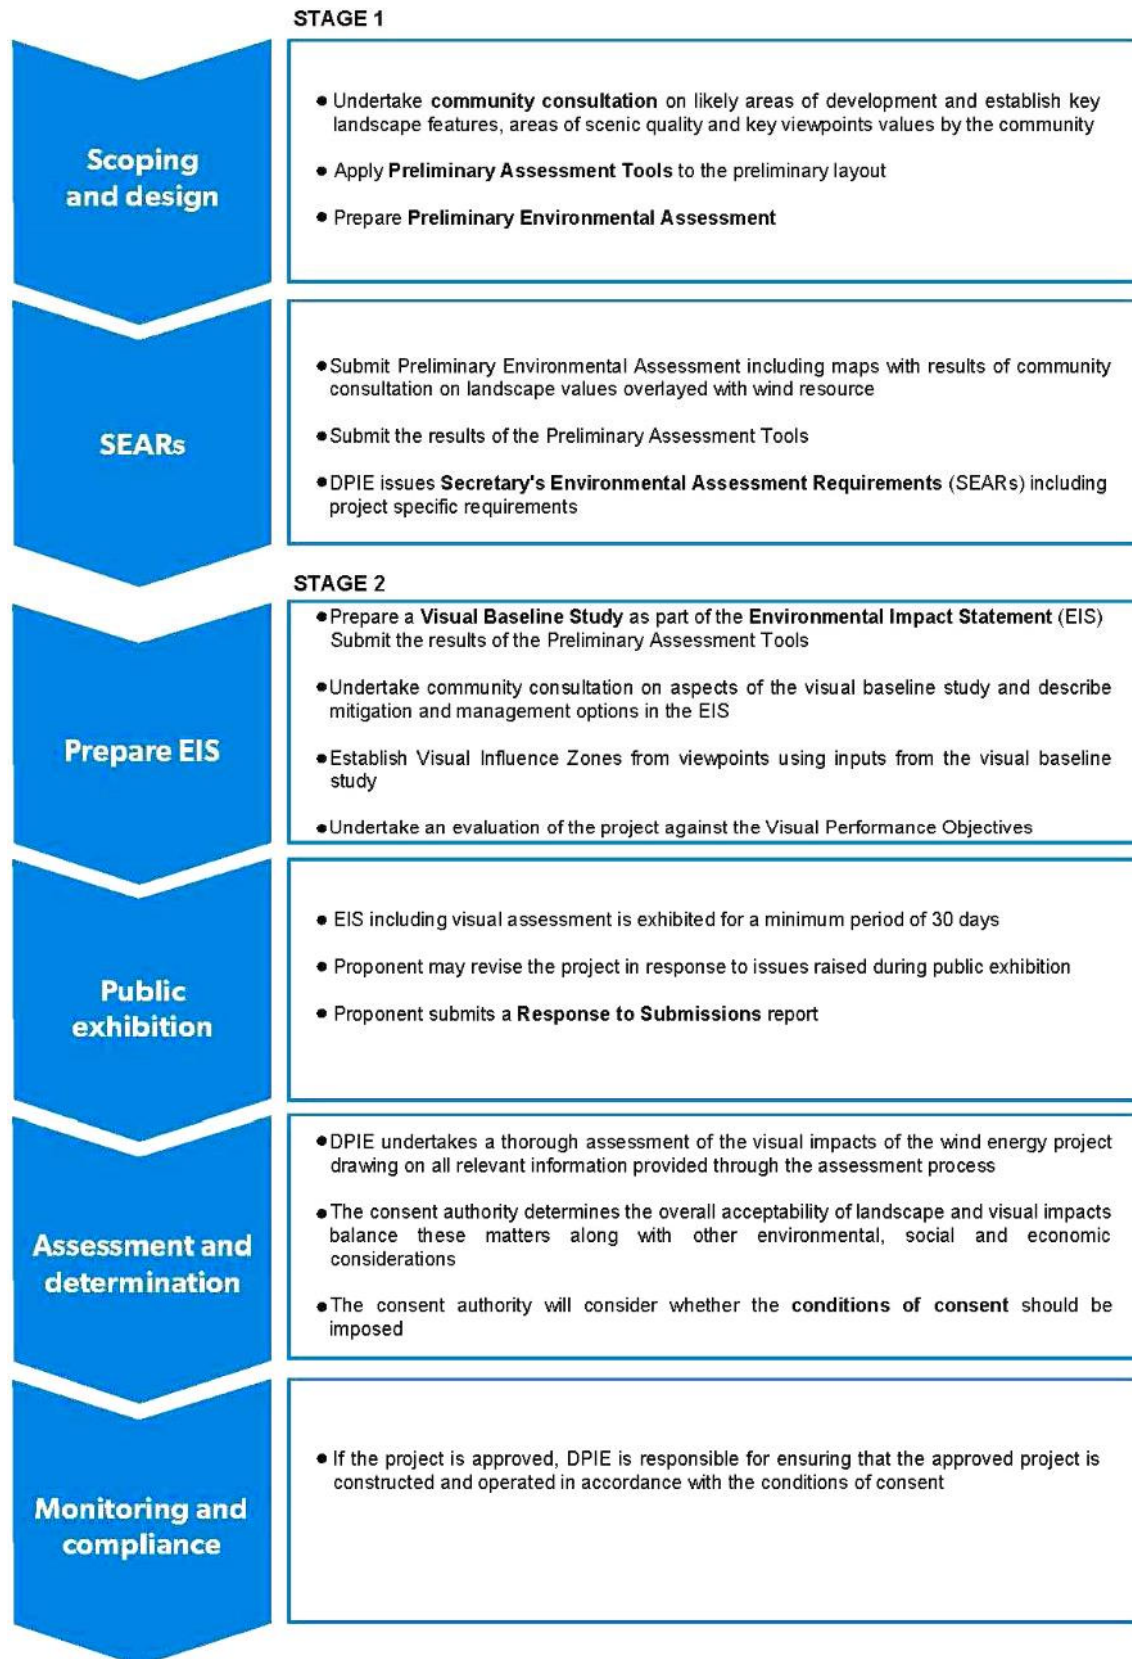 STAGE 1
Scoping
and design
● Undertake community consultation on likely areas of development and establish key
landscape features, areas of scenic quality and key viewpoints values by the community
● Apply Preliminary Assessment Tools to the preliminary layout
● Prepare Preliminary Environmental Assessment
SEARs
● Submit Preliminary Environmental Assessment including maps with results of community
consultation on landscape values overlayed with wind resource
● Submit the results of the Preliminary Assessment Tools
● DPIE issues Secretary's Environmental Assessment Requirements (SEARs) including
project specific requirements
STAGE 2
Prepare EIS
● Prepare a Visual Baseline Study as part of the Environmental Impact Statement (EIS)
Submit the results of the Preliminary Assessment Tools
● Undertake community consultation on aspects of the visual baseline study and describe
mitigation and management options in the EIS
● Establish Visual Influence Zones from viewpoints using inputs from the visual baseline
study
● Undertake an evaluation of the project against the Visual Performance Objectives
Public
exhibition
● EIS including visual assessment is exhibited for a minimum period of 30 days
● Proponent may revise the project in response to issues raised during public exhibition
● Proponent submits a Response to Submissions report
Assessment and
determination
● DPIE undertakes a thorough assessment of the visual impacts of the wind energy project
drawing on all relevant information provided through the assessment process
● The consent authority determines the overall acceptability of landscape and visual impacts
balance these matters along with other environmental, social and economic
considerations
● The consent authority will consider whether the conditions of consent should be
imposed
Monitoring and
compliance
● If the project is approved, DPIE is responsible for ensuring that the approved project is
constructed and operated in accordance with the conditions of consent